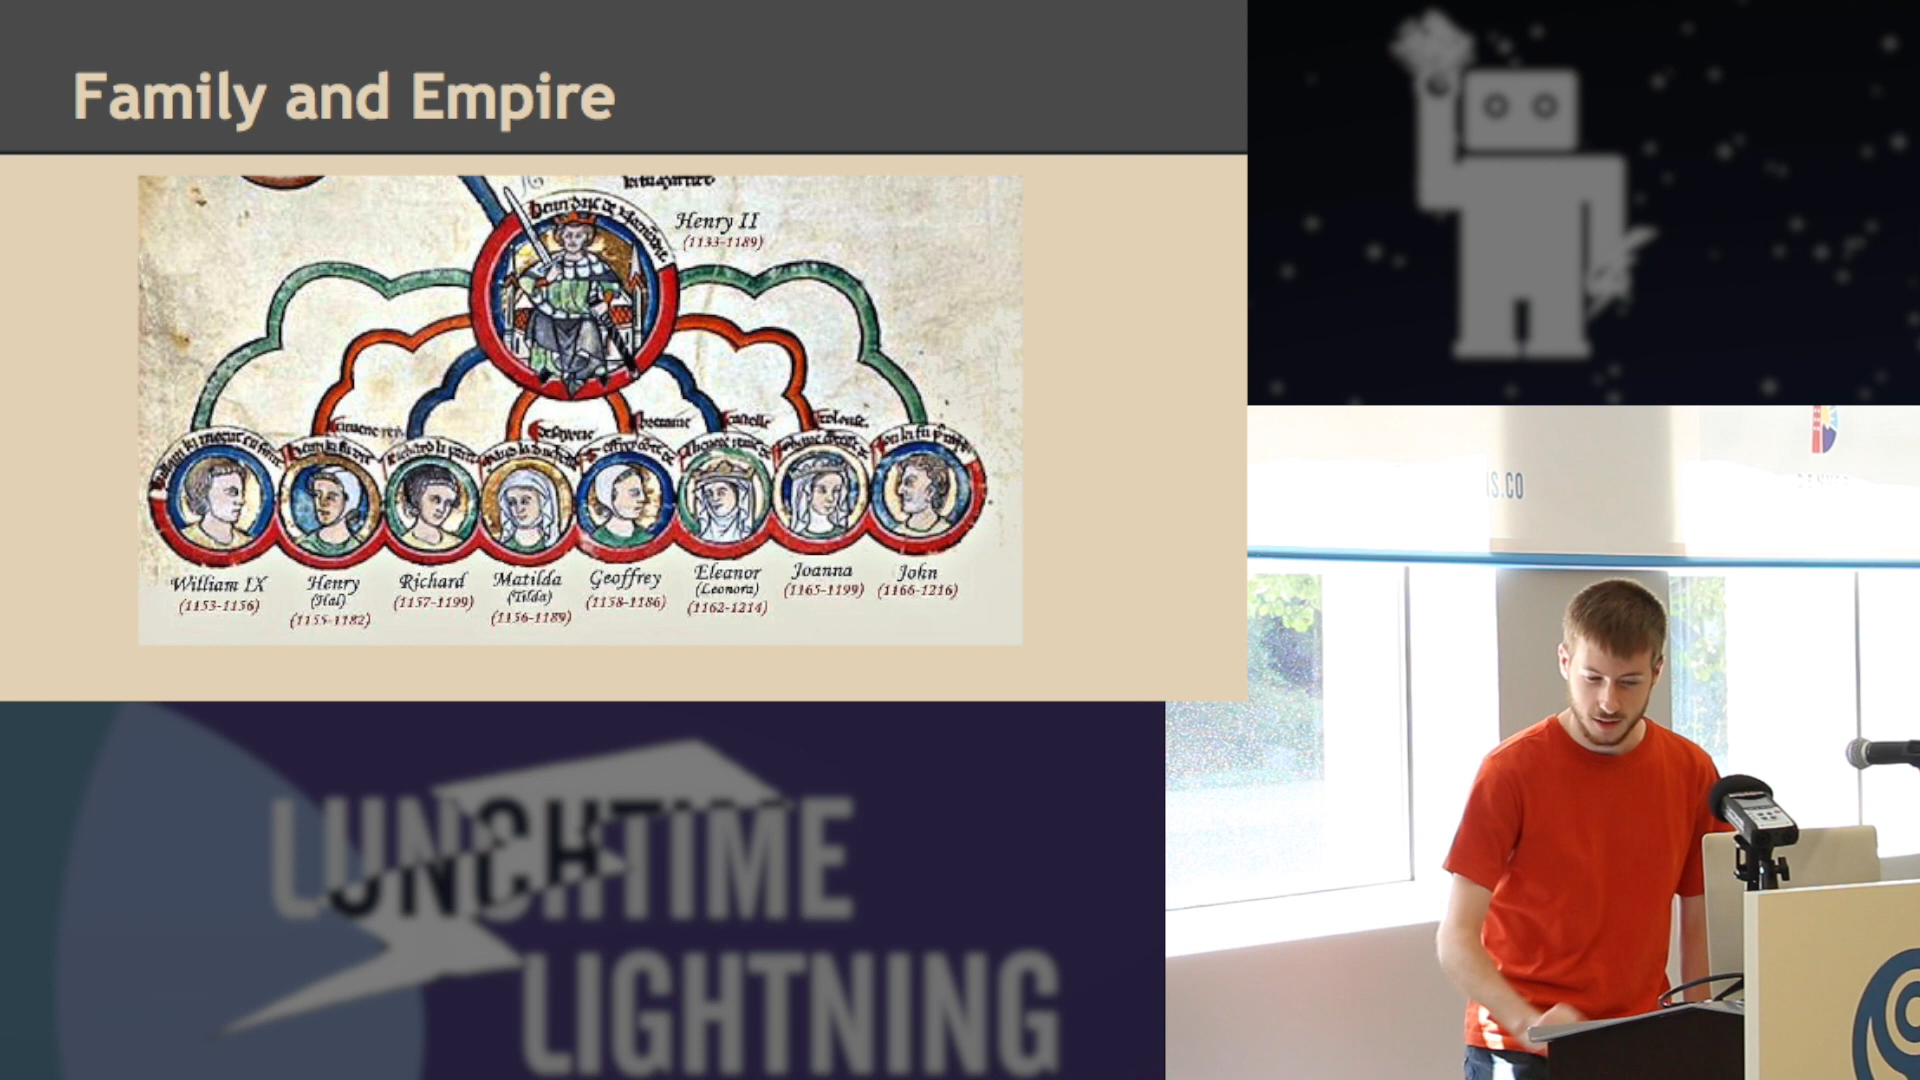 Family and Empire
Henry II
(1133-1189)
William IX
(1153-1156)
Henry
(Hal)
(1155-1182)
Richard
(1157-1199)
Matilda
(Tilda)
(1156-1189)
Geoffrey
(1158-1186)
Eleanor
(Leonora)
(1162-1214)
Joanna
(1165-1199)
John
(1166-1216)
LUNCHTIME
LIGHTNING